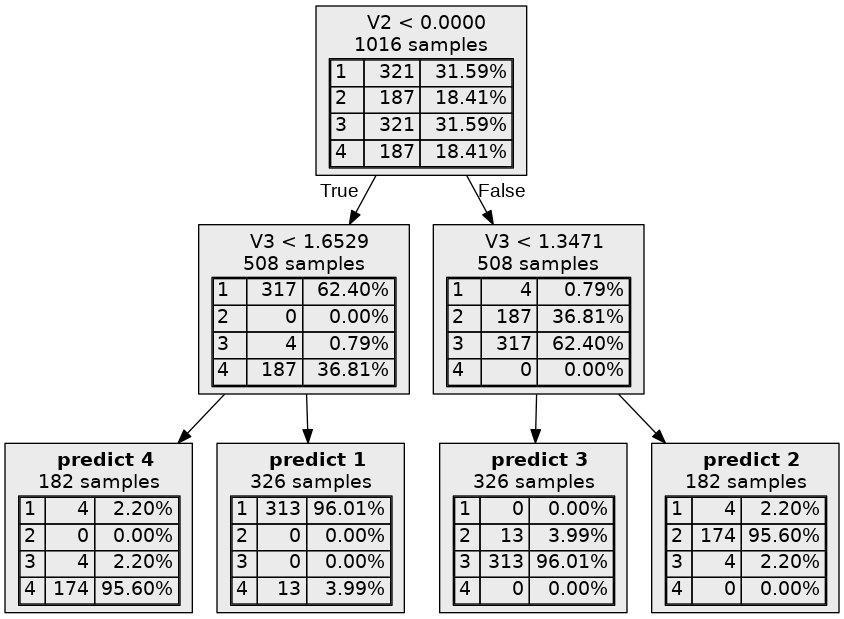 V2 < 0.0000
1016 samples
1 321 31.59%
2 187 18.41%
3 321 31.59%
4 187 18.41%
True
False
V3 < 1.6529
508 samples
1 317 62.40%
2 0 0.00%
3 4 0.79%
4 187 36.81%
V3 < 1.3471
508 samples
1 4 0.79%
2 187 36.81%
3 317 62.40%
4 0 0.00%
predict 4
182 samples
1 4 2.20%
2 0 0.00%
3 4 2.20%
4 174 95.60%
predict 1
326 samples
1 313 96.01%
2 0 0.00%
3 0 0.00%
4 13 3.99%
predict 3
326 samples
1 0 0.00%
2 13 3.99%
3 313 96.01%
4 0 0.00%
predict 2
182 samples
1 4 2.20%
2 174 95.60%
3 4 2.20%
4 0 0.00%